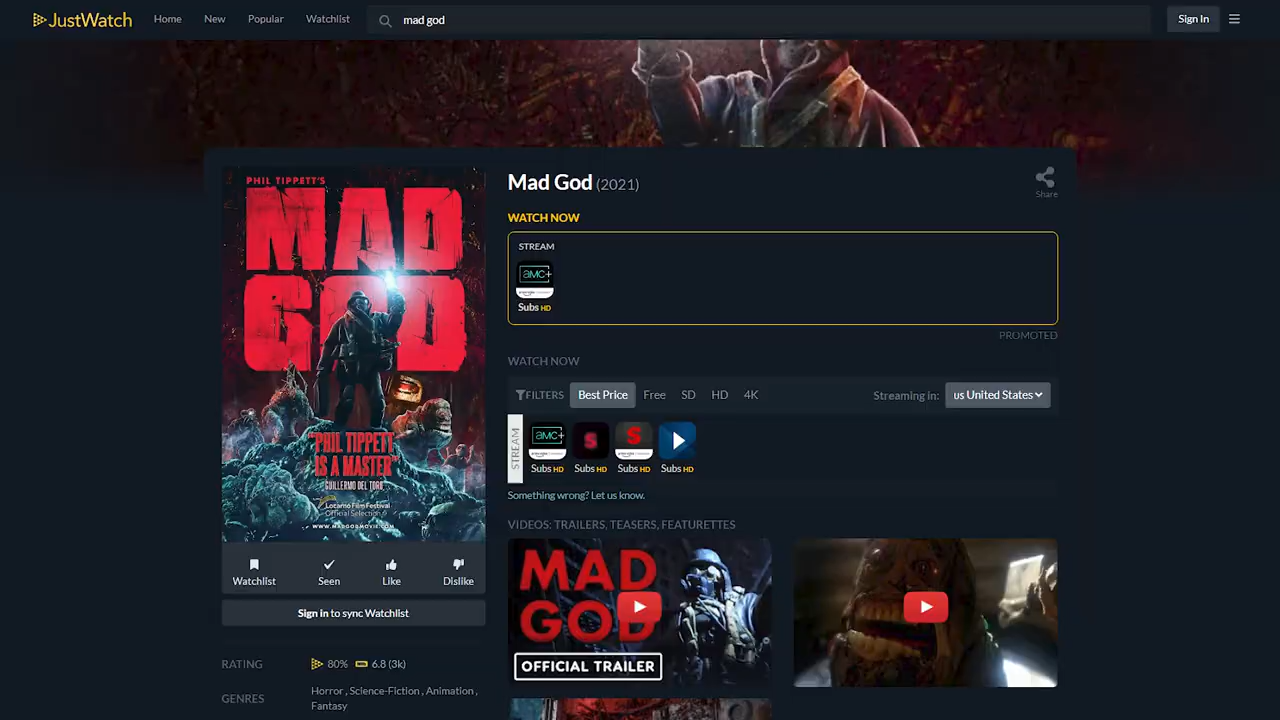 JustWatch
Home
New
Popular
Watchlist
mad god
Sign In
PHIL TIPPETT'S
MAD
GOD
"PHIL TIPPETT
IS A MASTER"
GUILLERMO DEL TORO
Locarno Film Festival
Official Selection
WWW.MADGODMOVIE.COM
Watchlist
Seen
Like
Dislike
Sign in to sync Watchlist
RATING
80% 6.8 (3k)
GENRES
Horror , Science-Fiction , Animation ,
Fantasy
Mad God (2021)
Share
WATCH NOW
STREAM
aMC+
Subs HD
PROMOTED
WATCH NOW
FILTERS
Best Price
Free
SD
HD
4K
Streaming in:
us United States
STREAM
aMC+
S
S
Subs HD
Subs HD
Subs HD
Subs HD
Something wrong? Let us know.
VIDEOS: TRAILERS, TEASERS, FEATURETTES
MAD
GOD
OFFICIAL TRAILER